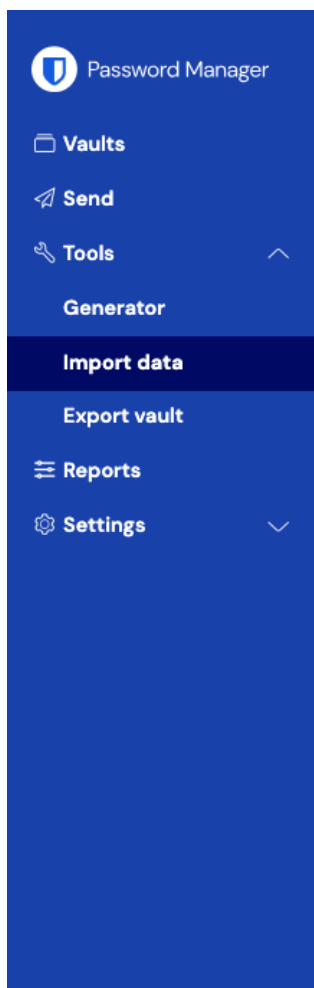 Password Manager
Vaults
Send
Tools
Generator
Import data
Export vault
Reports
Settings